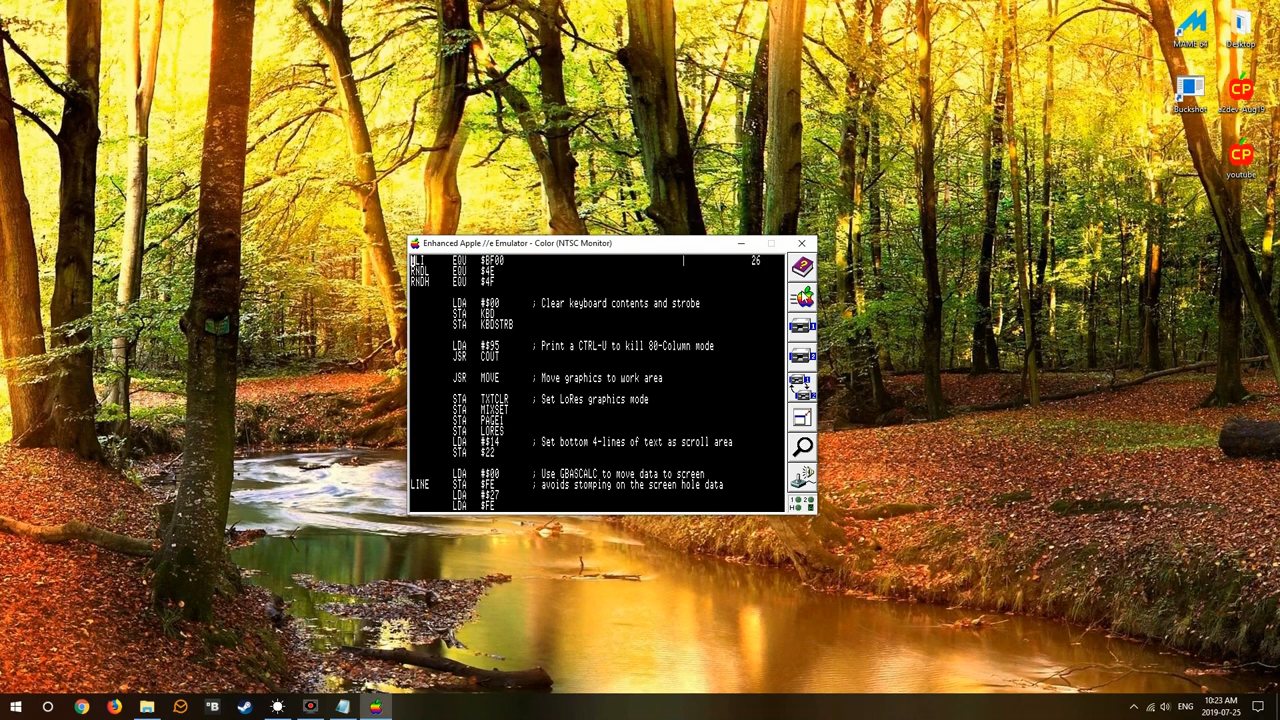 MAME 64
Desktop
Buckshot
youtube
Enhanced Apple //e Emulator - Color (NTSC Monitor)
MLI EQU $BF00 | 26
RNDL EQU $4E
RNDH EQU $4F
LDA #$00 ; Clear keyboard contents and strobe
STA KBD
STA KBDSTRB
LDA #$95 ; Print a CTRL-U to kill 80-Column mode
JSR COUT
JSR MOVE ; Move graphics to work area
STA TXTCLR ; Set LoRes graphics mode
STA MIXSET
STA PAGE1
STA LORES
LDA #$14 ; Set bottom 4-lines of text as scroll area
STA $22
LDA #$00 ; Use GBASCALC to move data to screen
LINE STA $FE ; avoids stomping on the screen hole data
LDA #$27
LDA $FE
1 2
H
CP
CP
B
ENG
10:23 AM
2019-07-25